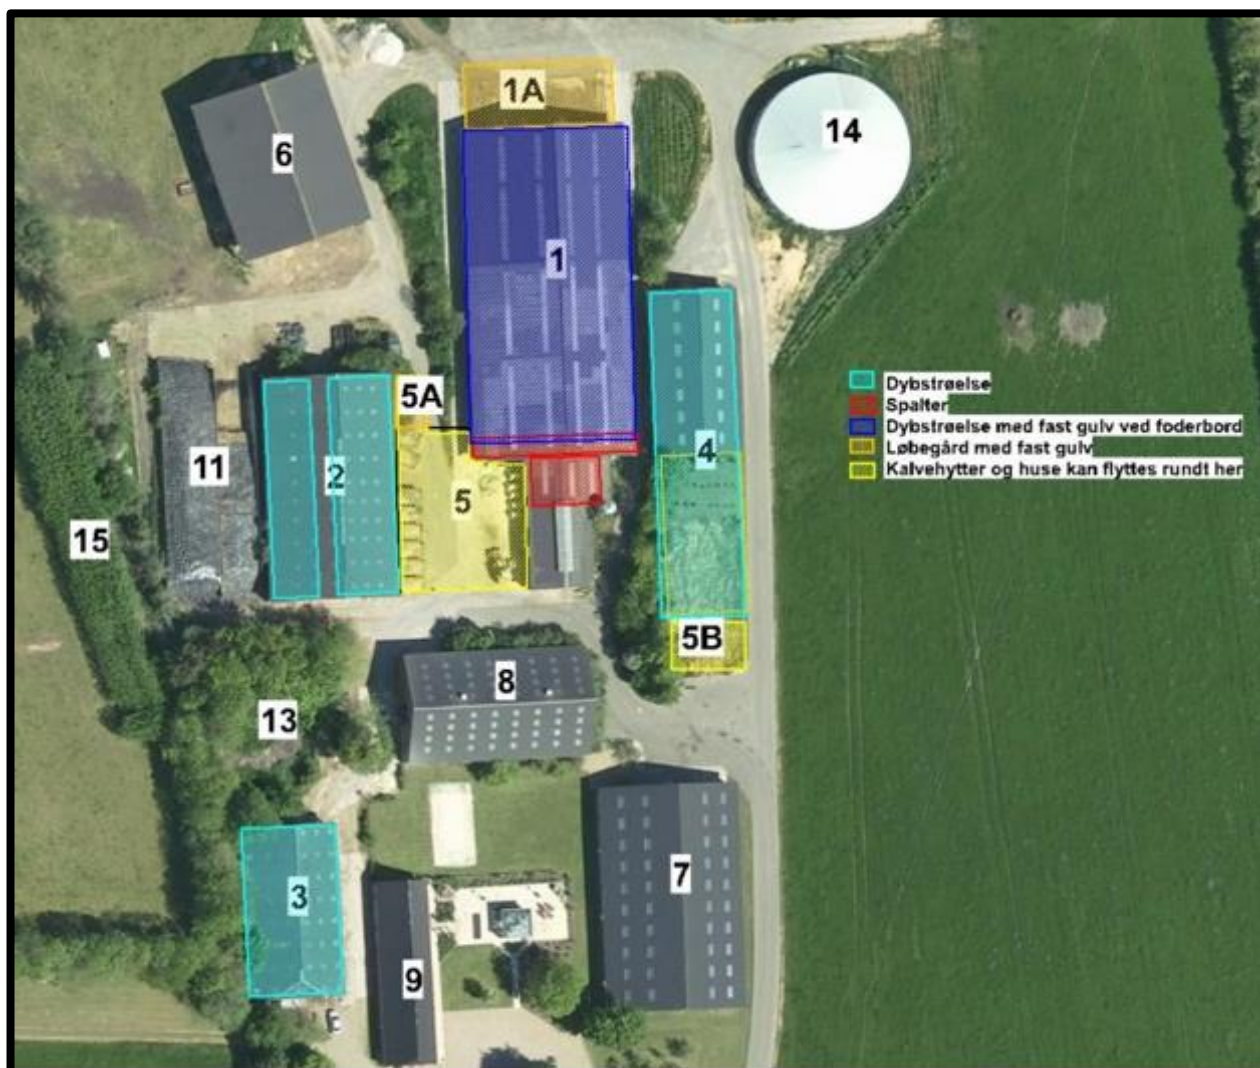 1A
14
6
1
5A
Dybstrøelse
Spalter
Dybstrøelse med fast gulv ved foderbord
Løbegård med fast gulv
Kalvehytter og huse kan flyttes rundt her
4
11
2
5
15
5B
8
13
7
3
9